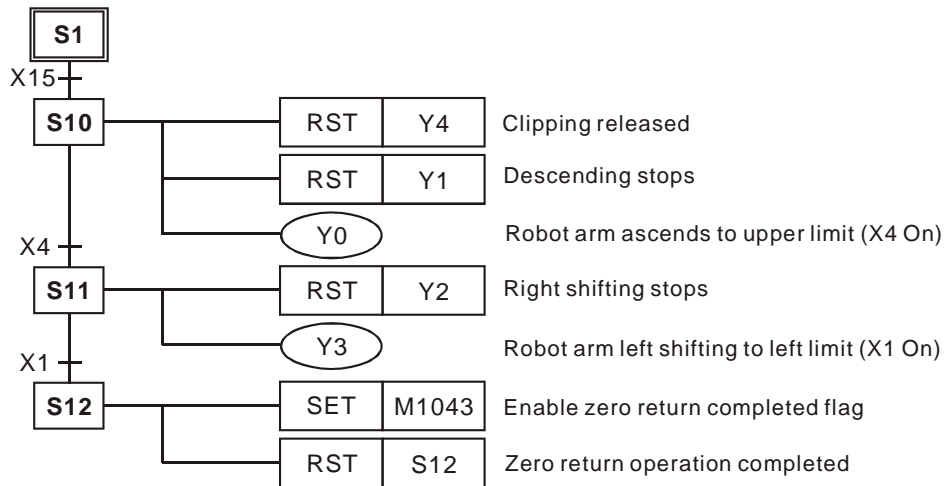 S1
X15
S10 RST Y4 Clipping released
RST Y1 Descending stops
Y0 Robot arm ascends to upper limit (X4 On)
X4
S11 RST Y2 Right shifting stops
Y3 Robot arm left shifting to left limit (X1 On)
X1
S12 SET M1043 Enable zero return completed flag
RST S12 Zero return operation completed